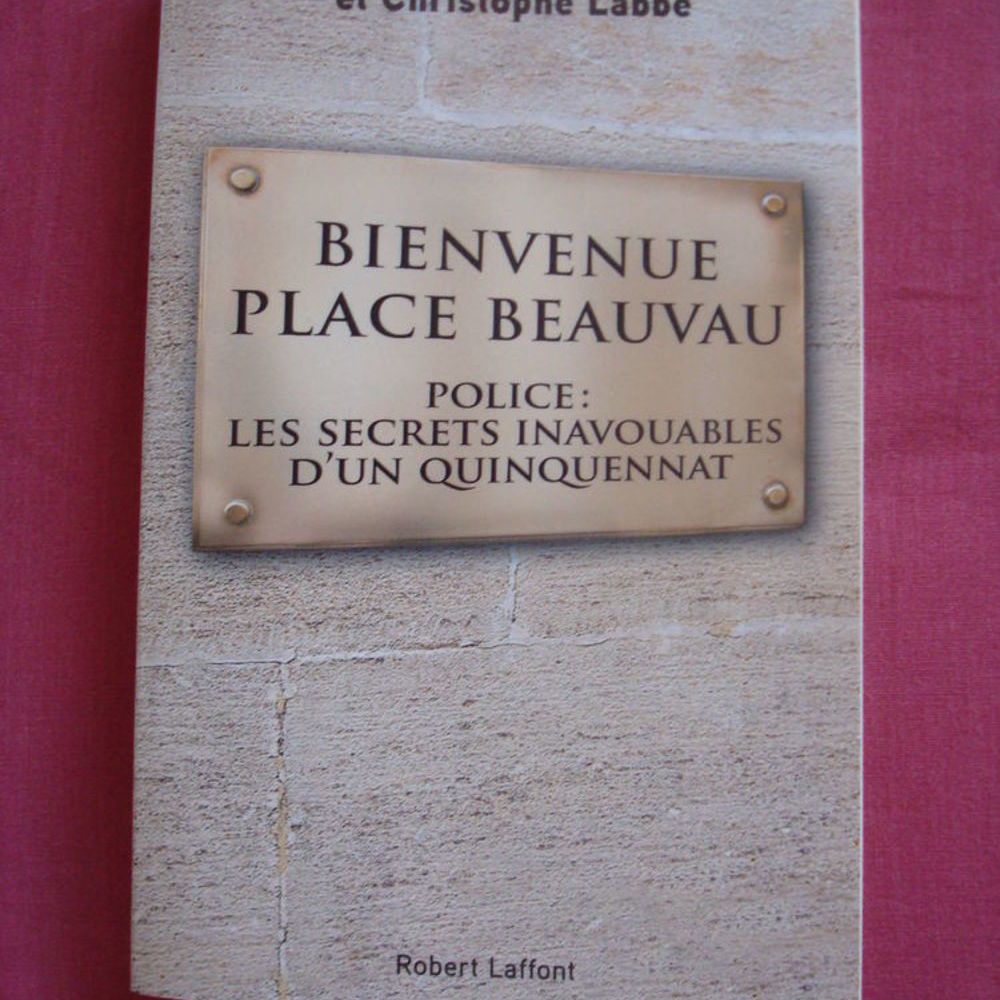 et Christophe Labbé
BIENVENUE
PLACE BEAUVAU
POLICE:
LES SECRETS INAVOUABLES
D'UN QUINQUENNAT
Robert Laffont